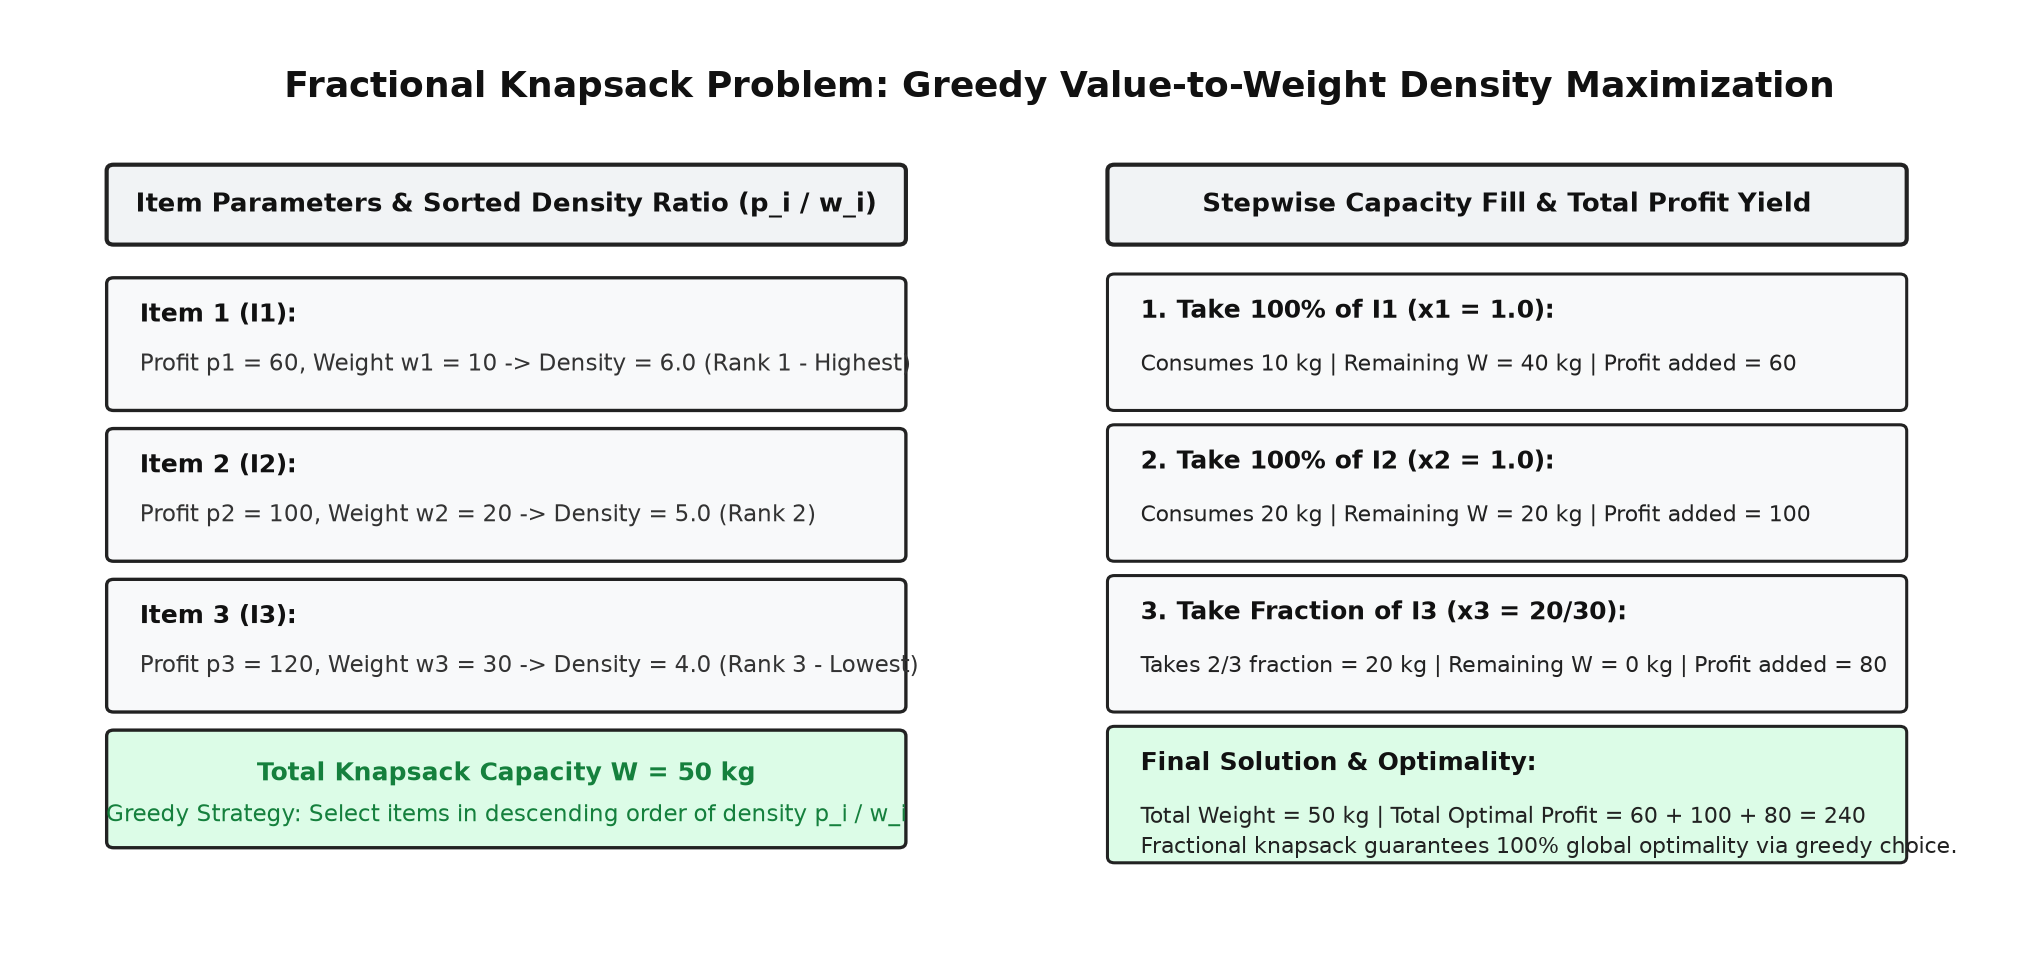 Fractional Knapsack Problem: Greedy Value-to-Weight Density Maximization
Item Parameters & Sorted Density Ratio (p_i / w_i)
Item 1 (I1):
Profit p1 = 60, Weight w1 = 10 -> Density = 6.0 (Rank 1 - Highest)
Item 2 (I2):
Profit p2 = 100, Weight w2 = 20 -> Density = 5.0 (Rank 2)
Item 3 (I3):
Profit p3 = 120, Weight w3 = 30 -> Density = 4.0 (Rank 3 - Lowest)
Total Knapsack Capacity W = 50 kg
Greedy Strategy: Select items in descending order of density p_i / w_i
Stepwise Capacity Fill & Total Profit Yield
1. Take 100% of I1 (x1 = 1.0):
Consumes 10 kg | Remaining W = 40 kg | Profit added = 60
2. Take 100% of I2 (x2 = 1.0):
Consumes 20 kg | Remaining W = 20 kg | Profit added = 100
3. Take Fraction of I3 (x3 = 20/30):
Takes 2/3 fraction = 20 kg | Remaining W = 0 kg | Profit added = 80
Final Solution & Optimality:
Total Weight = 50 kg | Total Optimal Profit = 60 + 100 + 80 = 240
Fractional knapsack guarantees 100% global optimality via greedy choice.